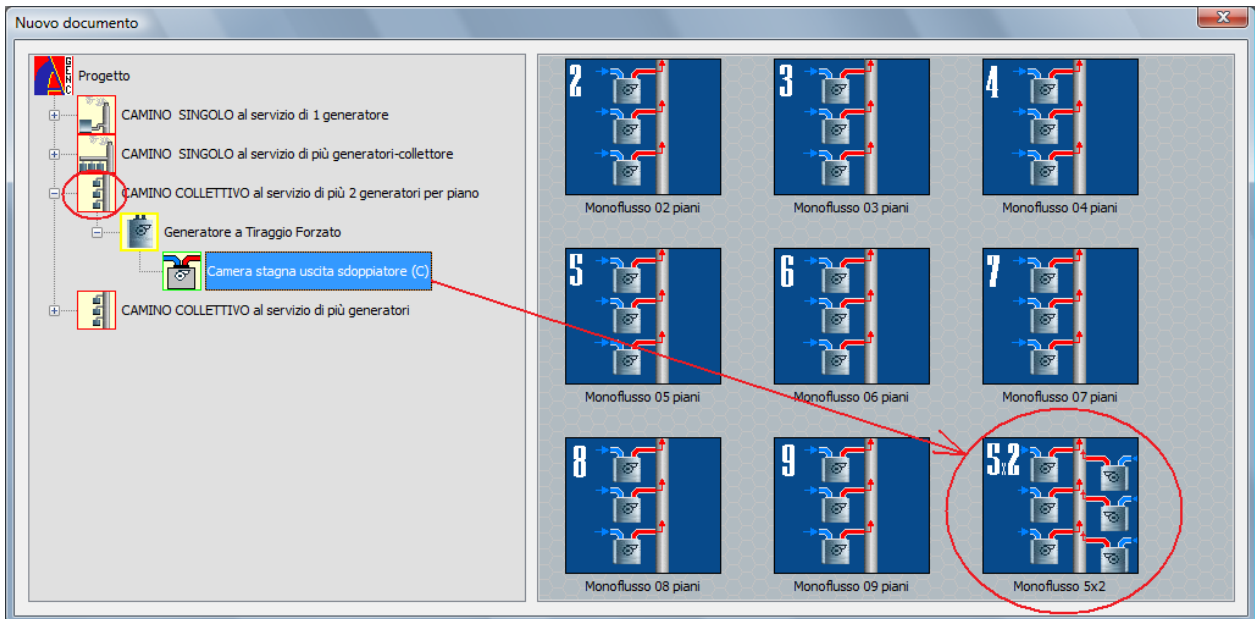 Nuovo documento
x
GENC
Progetto
CAMINO SINGOLO al servizio di 1 generatore
CAMINO SINGOLO al servizio di più generatori-collettore
CAMINO COLLETTIVO al servizio di più 2 generatori per piano
Generatore a Tiraggio Forzato
Camera stagna uscita sdoppiatore (C)
CAMINO COLLETTIVO al servizio di più generatori
2
3
4
Monoflusso 02 piani
Monoflusso 03 piani
Monoflusso 04 piani
5
6
7
Monoflusso 05 piani
Monoflusso 06 piani
Monoflusso 07 piani
8
9
5x2
Monoflusso 08 piani
Monoflusso 09 piani
Monoflusso 5x2